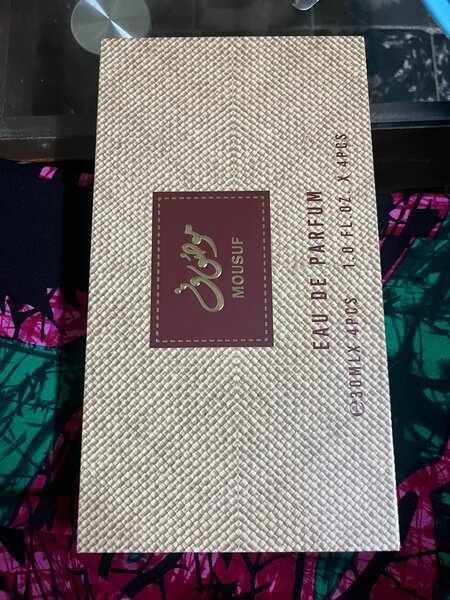 موصوف
MOUSUF
EAU DE PARFUM
℮30MLX 4PCS 1.0 FL.OZ. X 4PCS